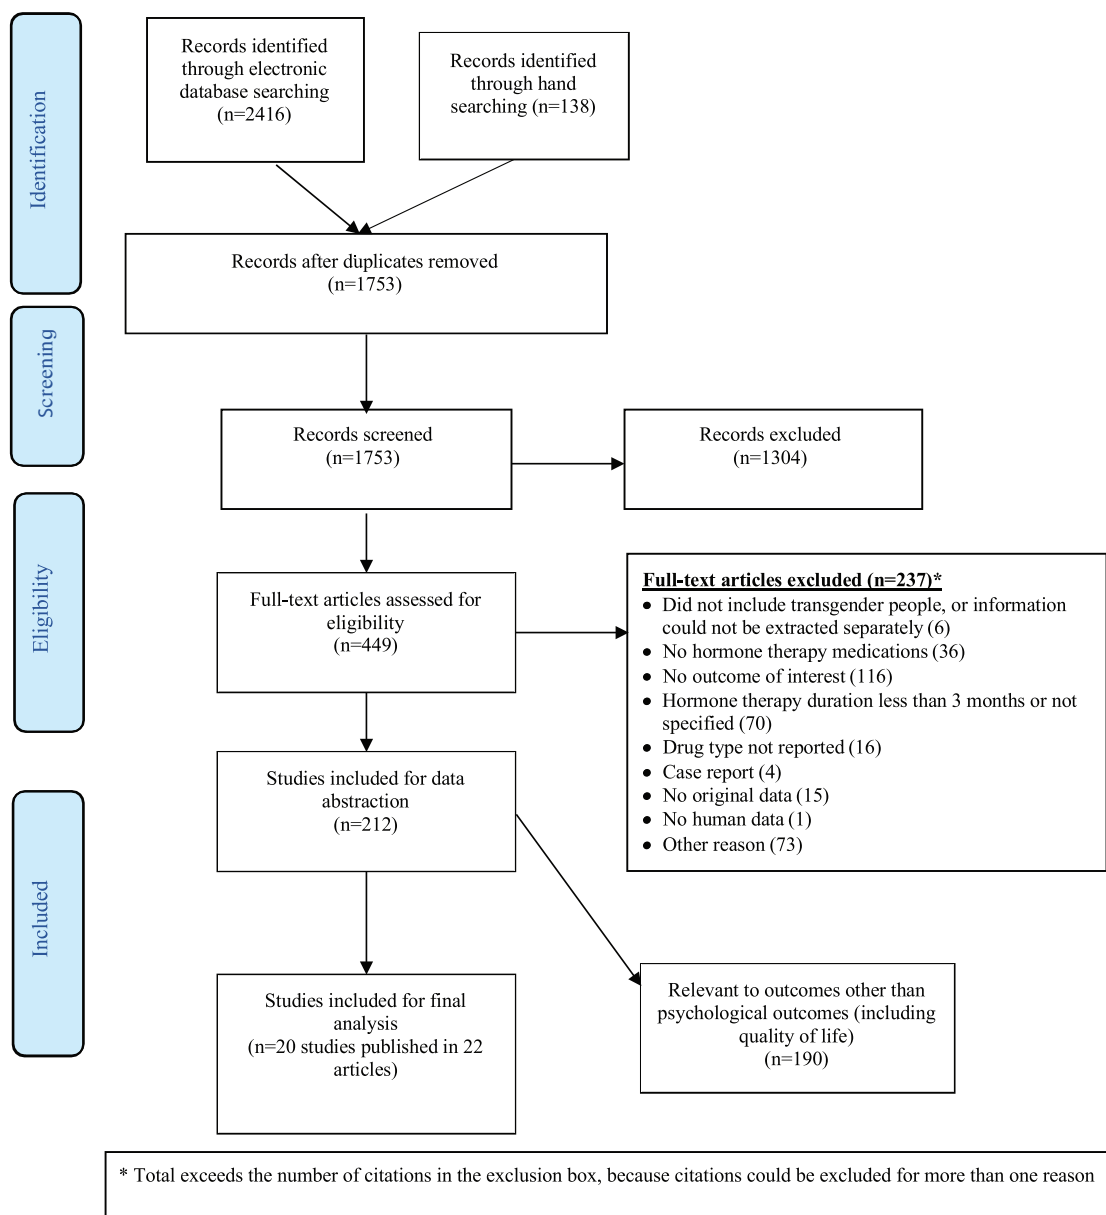 Identification
Records identified
through electronic
database searching
(n=2416)
Records identified
through hand
searching (n=138)
Records after duplicates removed
(n=1753)
Screening
Records screened
(n=1753)
Records excluded
(n=1304)
Eligibility
Full-text articles assessed for
eligibility
(n=449)
Full-text articles excluded (n=237)*
• Did not include transgender people, or information
could not be extracted separately (6)
• No hormone therapy medications (36)
• No outcome of interest (116)
• Hormone therapy duration less than 3 months or not
specified (70)
• Drug type not reported (16)
• Case report (4)
• No original data (15)
• No human data (1)
• Other reason (73)
Studies included for data
abstraction
(n=212)
Included
Studies included for final
analysis
(n=20 studies published in 22
articles)
Relevant to outcomes other than
psychological outcomes (including
quality of life)
(n=190)
* Total exceeds the number of citations in the exclusion box, because citations could be excluded for more than one reason